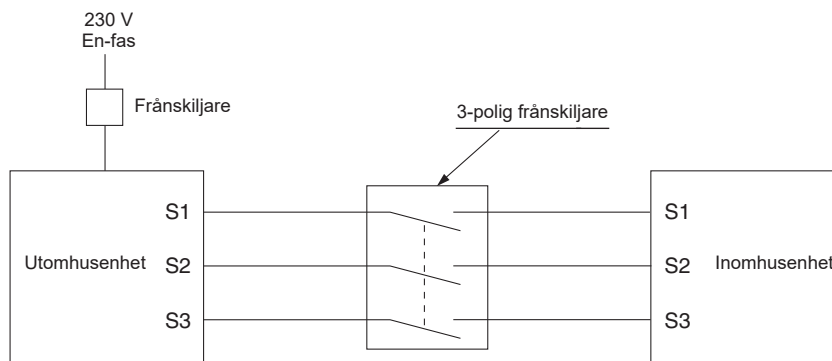 230 V
En-fas
Frånskiljare
3-polig frånskiljare
S1
S1
Utomhusenhet
S2
S2
Inomhusenhet
S3
S3